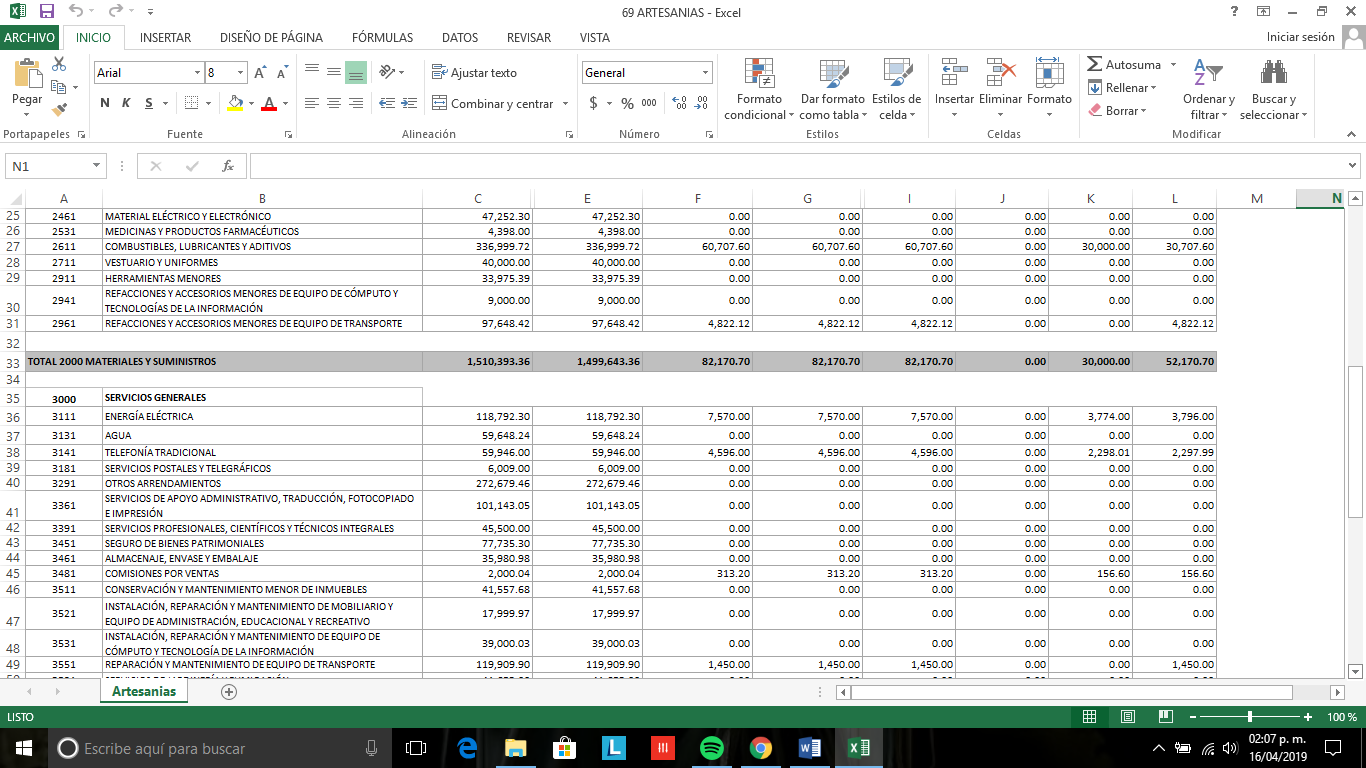 69 ARTESANIAS - Excel
ARCHIVO INICIO INSERTAR DISEÑO DE PÁGINA FÓRMULAS DATOS REVISAR VISTA Iniciar sesión
Pegar
Arial 8
N K S
Ajustar texto
Combinar y centrar
General
$ % 000
Formato condicional
Dar formato como tabla
Estilos de celda
Insertar Eliminar Formato
Autosuma
Rellenar
Borrar
Ordenar y filtrar
Buscar y seleccionar
Portapapeles Fuente Alineación Número Estilos Celdas Modificar
N1 fx
A B C E F G I J K L M N
25 2461 MATERIAL ELÉCTRICO Y ELECTRÓNICO 47,252.30 47,252.30 0.00 0.00 0.00 0.00 0.00 0.00
26 2531 MEDICINAS Y PRODUCTOS FARMACÉUTICOS 4,398.00 4,398.00 0.00 0.00 0.00 0.00 0.00 0.00
27 2611 COMBUSTIBLES, LUBRICANTES Y ADITIVOS 336,999.72 336,999.72 60,707.60 60,707.60 60,707.60 0.00 30,000.00 30,707.60
28 2711 VESTUARIO Y UNIFORMES 40,000.00 40,000.00 0.00 0.00 0.00 0.00 0.00 0.00
29 2911 HERRAMIENTAS MENORES 33,975.39 33,975.39 0.00 0.00 0.00 0.00 0.00 0.00
30 2941 REFACCIONES Y ACCESORIOS MENORES DE EQUIPO DE CÓMPUTO Y
TECNOLOGÍAS DE LA INFORMACIÓN 9,000.00 9,000.00 0.00 0.00 0.00 0.00 0.00 0.00
31 2961 REFACCIONES Y ACCESORIOS MENORES DE EQUIPO DE TRANSPORTE 97,648.42 97,648.42 4,822.12 4,822.12 4,822.12 0.00 0.00 4,822.12
32
33 TOTAL 2000 MATERIALES Y SUMINISTROS 1,510,393.36 1,499,643.36 82,170.70 82,170.70 82,170.70 0.00 30,000.00 52,170.70
34
35 3000 SERVICIOS GENERALES
36 3111 ENERGÍA ELÉCTRICA 118,792.30 118,792.30 7,570.00 7,570.00 7,570.00 0.00 3,774.00 3,796.00
37 3131 AGUA 59,648.24 59,648.24 0.00 0.00 0.00 0.00 0.00 0.00
38 3141 TELEFONÍA TRADICIONAL 59,946.00 59,946.00 4,596.00 4,596.00 4,596.00 0.00 2,298.01 2,297.99
39 3181 SERVICIOS POSTALES Y TELEGRÁFICOS 6,009.00 6,009.00 0.00 0.00 0.00 0.00 0.00 0.00
40 3291 OTROS ARRENDAMIENTOS 272,679.46 272,679.46 0.00 0.00 0.00 0.00 0.00 0.00
41 3361 SERVICIOS DE APOYO ADMINISTRATIVO, TRADUCCIÓN, FOTOCOPIADO
E IMPRESIÓN 101,143.05 101,143.05 0.00 0.00 0.00 0.00 0.00 0.00
42 3391 SERVICIOS PROFESIONALES, CIENTÍFICOS Y TÉCNICOS INTEGRALES 45,500.00 45,500.00 0.00 0.00 0.00 0.00 0.00 0.00
43 3451 SEGURO DE BIENES PATRIMONIALES 77,735.30 77,735.30 0.00 0.00 0.00 0.00 0.00 0.00
44 3461 ALMACENAJE, ENVASE Y EMBALAJE 35,980.98 35,980.98 0.00 0.00 0.00 0.00 0.00 0.00
45 3481 COMISIONES POR VENTAS 2,000.04 2,000.04 313.20 313.20 313.20 0.00 156.60 156.60
46 3511 CONSERVACIÓN Y MANTENIMIENTO MENOR DE INMUEBLES 41,557.68 41,557.68 0.00 0.00 0.00 0.00 0.00 0.00
47 3521 INSTALACIÓN, REPARACIÓN Y MANTENIMIENTO DE MOBILIARIO Y
EQUIPO DE ADMINISTRACIÓN, EDUCACIONAL Y RECREATIVO 17,999.97 17,999.97 0.00 0.00 0.00 0.00 0.00 0.00
48 3531 INSTALACIÓN, REPARACIÓN Y MANTENIMIENTO DE EQUIPO DE
CÓMPUTO Y TECNOLOGÍA DE LA INFORMACIÓN 39,000.03 39,000.03 0.00 0.00 0.00 0.00 0.00 0.00
49 3551 REPARACIÓN Y MANTENIMIENTO DE EQUIPO DE TRANSPORTE 119,909.90 119,909.90 1,450.00 1,450.00 1,450.00 0.00 0.00 1,450.00
Artesanias
LISTO 100 %
Escribe aquí para buscar
02:07 p. m.
16/04/2019